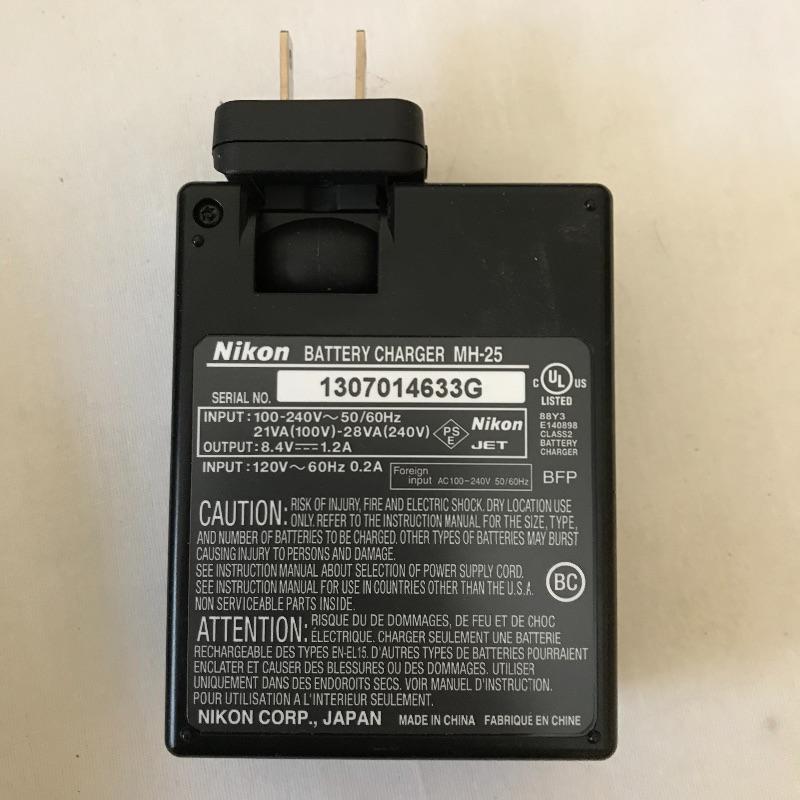 Nikon BATTERY CHARGER MH-25
SERIAL NO. 1307014633G
C UL US
LISTED
88Y3
E140898
CLASS2
BATTERY
CHARGER
INPUT: 100-240V~50/60Hz
21VA(100V)-28VA(240V)
OUTPUT: 8.4V⎓1.2A
PS
E
Nikon
JET
INPUT: 120V~60Hz 0.2A
Foreign
input AC100-240V 50/60Hz
BFP
CAUTION: RISK OF INJURY, FIRE AND ELECTRIC SHOCK. DRY LOCATION USE
ONLY. REFER TO THE INSTRUCTION MANUAL FOR THE SIZE, TYPE,
AND NUMBER OF BATTERIES TO BE CHARGED. OTHER TYPES OF BATTERIES MAY BURST
CAUSING INJURY TO PERSONS AND DAMAGE.
SEE INSTRUCTION MANUAL ABOUT SELECTION OF POWER SUPPLY CORD.
SEE INSTRUCTION MANUAL FOR USE IN COUNTRIES OTHER THAN THE U.S.A.
NON SERVICEABLE PARTS INSIDE.
BC
ATTENTION: RISQUE DU DE DOMMAGES, DE FEU ET DE CHOC
ÉLECTRIQUE. CHARGER SEULEMENT UNE BATTERIE
RECHARGEABLE DES TYPES EN-EL15. D'AUTRES TYPES DE BATTERIES POURRAIENT
ENCLATER ET CAUSER DES BLESSURES OU DES DOMMAGES. UTILISER
UNIQUEMENT DANS DES ENDOROITS SECS. VOIR MANUEL D'INSTRUCTION.
POUR UTILISATION A L'INTERIEUR SEULEMENT.
NIKON CORP., JAPAN MADE IN CHINA FABRIQUÉ EN CHINE